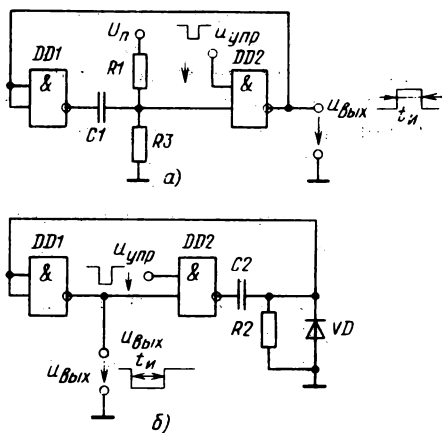 DD1
&
C1
Uп
R1
R3
а)
uупр
DD2
&
uвых
tи
DD1
&
uупр
DD2
&
C2
R2
VD
uвых
tи
uвых
б)